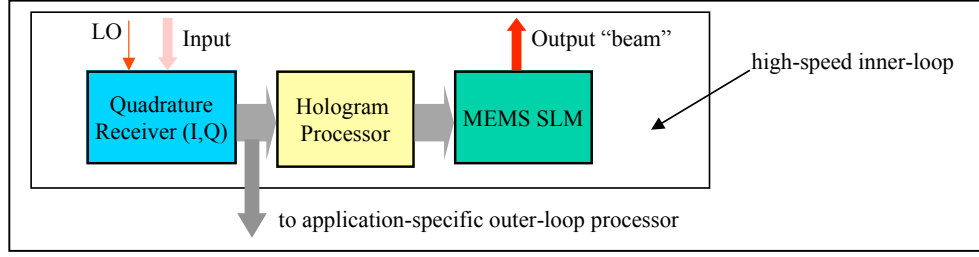 LO
Input
Output “beam”
high-speed inner-loop
Quadrature
Receiver (I,Q)
Hologram
Processor
MEMS SLM
to application-specific outer-loop processor